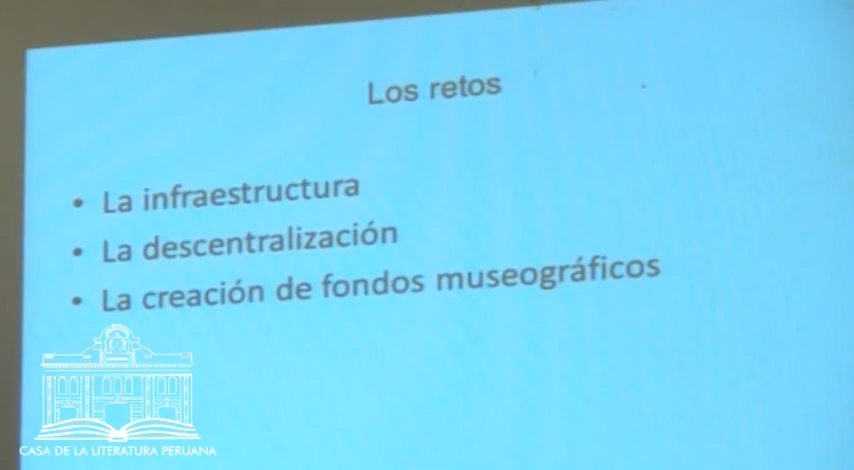 Los retos
• La infraestructura
• La descentralización
• La creación de fondos museográficos
CASA DE LA LITERATURA PERUANA